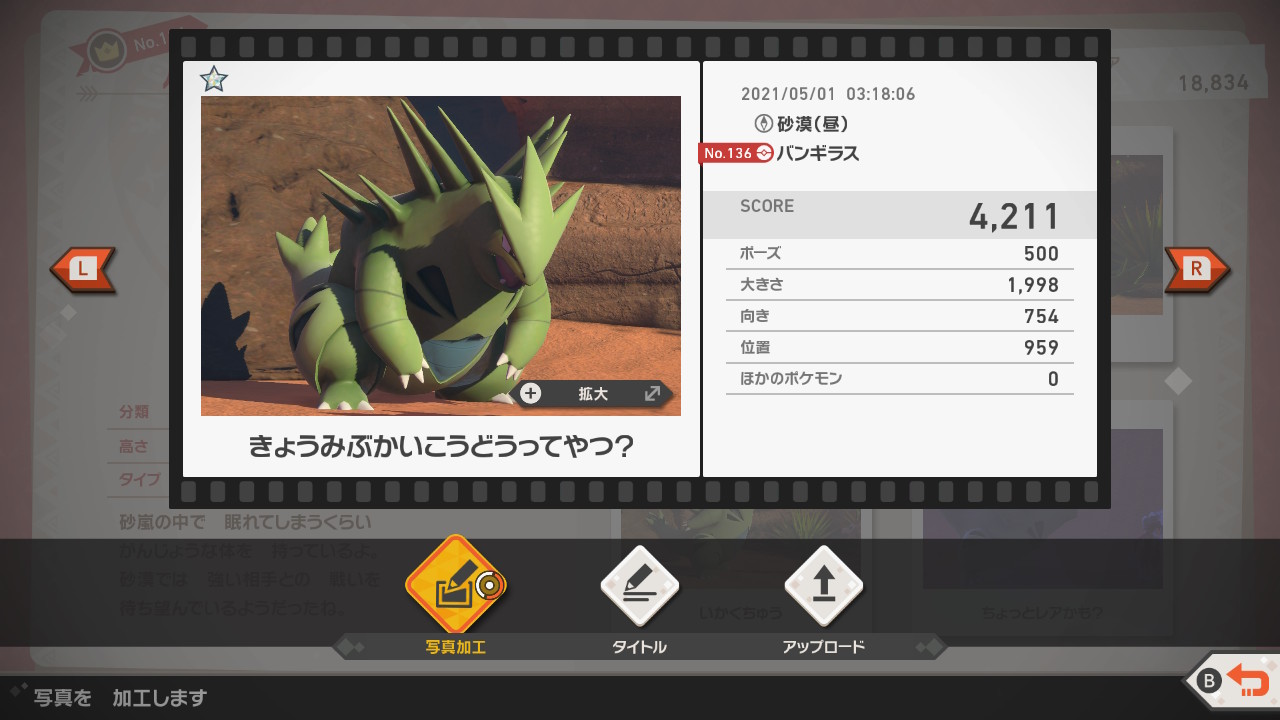 No.1
18,834
2021/05/01 03:18:06
砂漠(昼)
No.136 バンギラス
SCORE 4,211
ポーズ 500
大きさ 1,998
向き 754
位置 959
ほかのポケモン 0
L
R
+ 拡大
きょうみぶかいこうどうってやつ?
分類
高さ
タイプ
砂嵐の中で 眠れてしまうくらい
がんじょうな体を 持っているよ。
砂漠では 強い相手との 戦いを
待ち望んでいるようだったね。
いかくちゅう
ちょっとレアかも?
写真加工
タイトル
アップロード
B
写真を 加工します